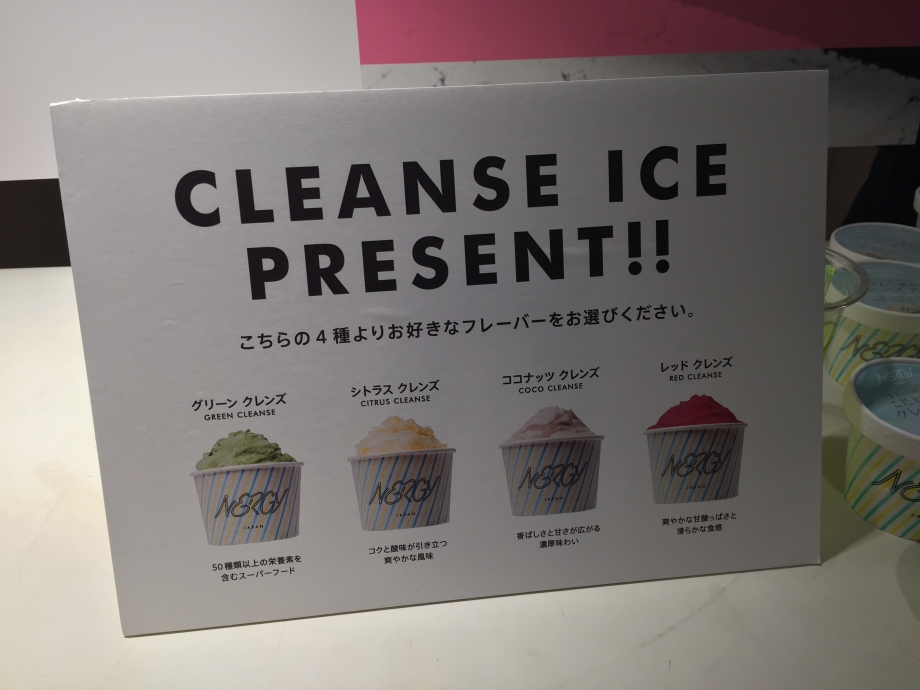 CLEANSE ICE
PRESENT!!
こちらの4種よりお好きなフレーバーをお選びください。
グリーン クレンズ
GREEN CLEANSE
NERGY
JAPAN
50種類以上の栄養素を
含むスーパーフード
シトラス クレンズ
CITRUS CLEANSE
NERGY
JAPAN
コクと酸味が引き立つ
爽やかな風味
ココナッツ クレンズ
COCO CLEANSE
NERGY
JAPAN
香ばしさと甘さが広がる
濃厚味わい
レッド クレンズ
RED CLEANSE
NERGY
JAPAN
爽やかな甘酸っぱさと
滑らかな食感